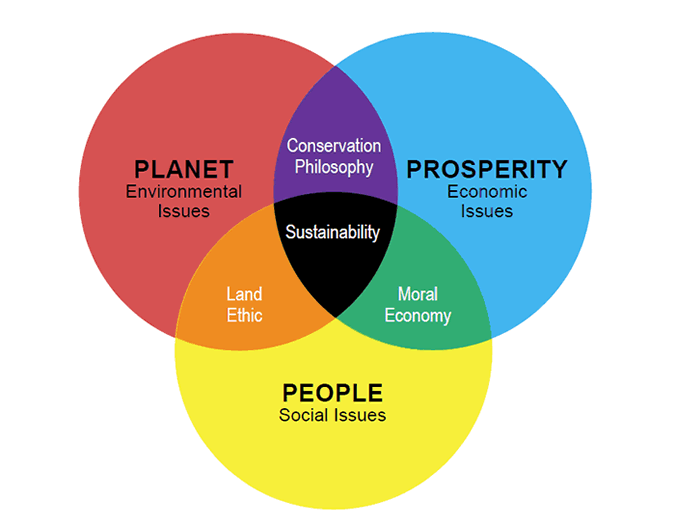 Conservation
Philosophy
PLANET
Environmental
Issues
PROSPERITY
Economic
Issues
Sustainability
Land
Ethic
Moral
Economy
PEOPLE
Social Issues